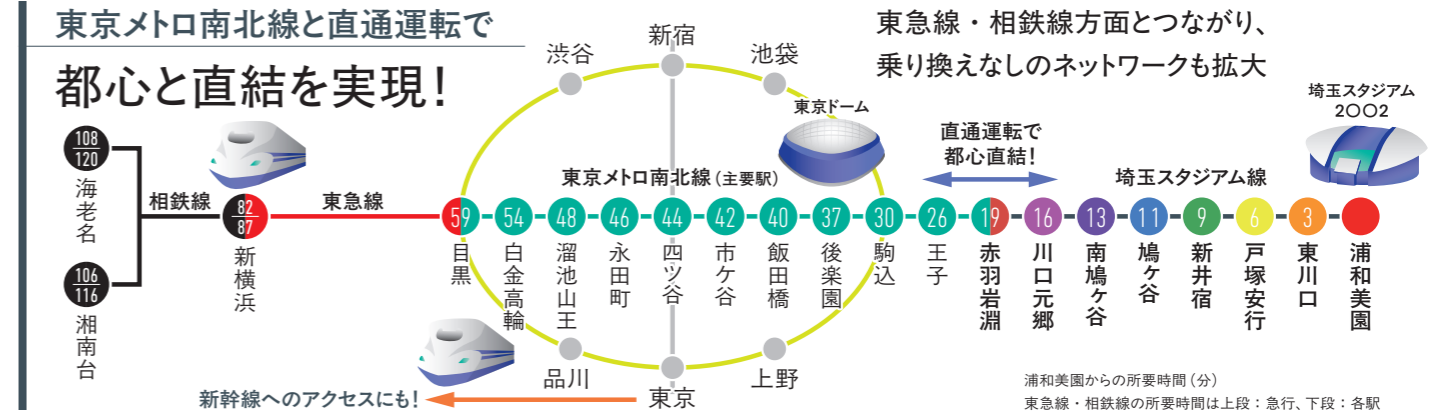 東京メトロ南北線と直通運転で
都心と直結を実現!
東急線・相鉄線方面とつながり、
乗り換えなしのネットワークも拡大
渋谷
新宿
池袋
東京ドーム
埼玉スタジアム
2002
直通運転で
都心直結!
東京メトロ南北線(主要駅)
埼玉スタジアム線
相鉄線
東急線
108
120
海老名
106
116
湘南台
82
87
新横浜
59
目黒
54
白金高輪
48
溜池山王
46
永田町
44
四ツ谷
42
市ケ谷
40
飯田橋
37
後楽園
30
駒込
26
王子
19
赤羽岩淵
16
川口元郷
13
南鳩ヶ谷
11
鳩ヶ谷
9
新井宿
6
戸塚安行
3
東川口
浦和美園
品川
東京
上野
新幹線へのアクセスにも!
浦和美園からの所要時間(分)
東急線・相鉄線の所要時間は上段:急行、下段:各駅